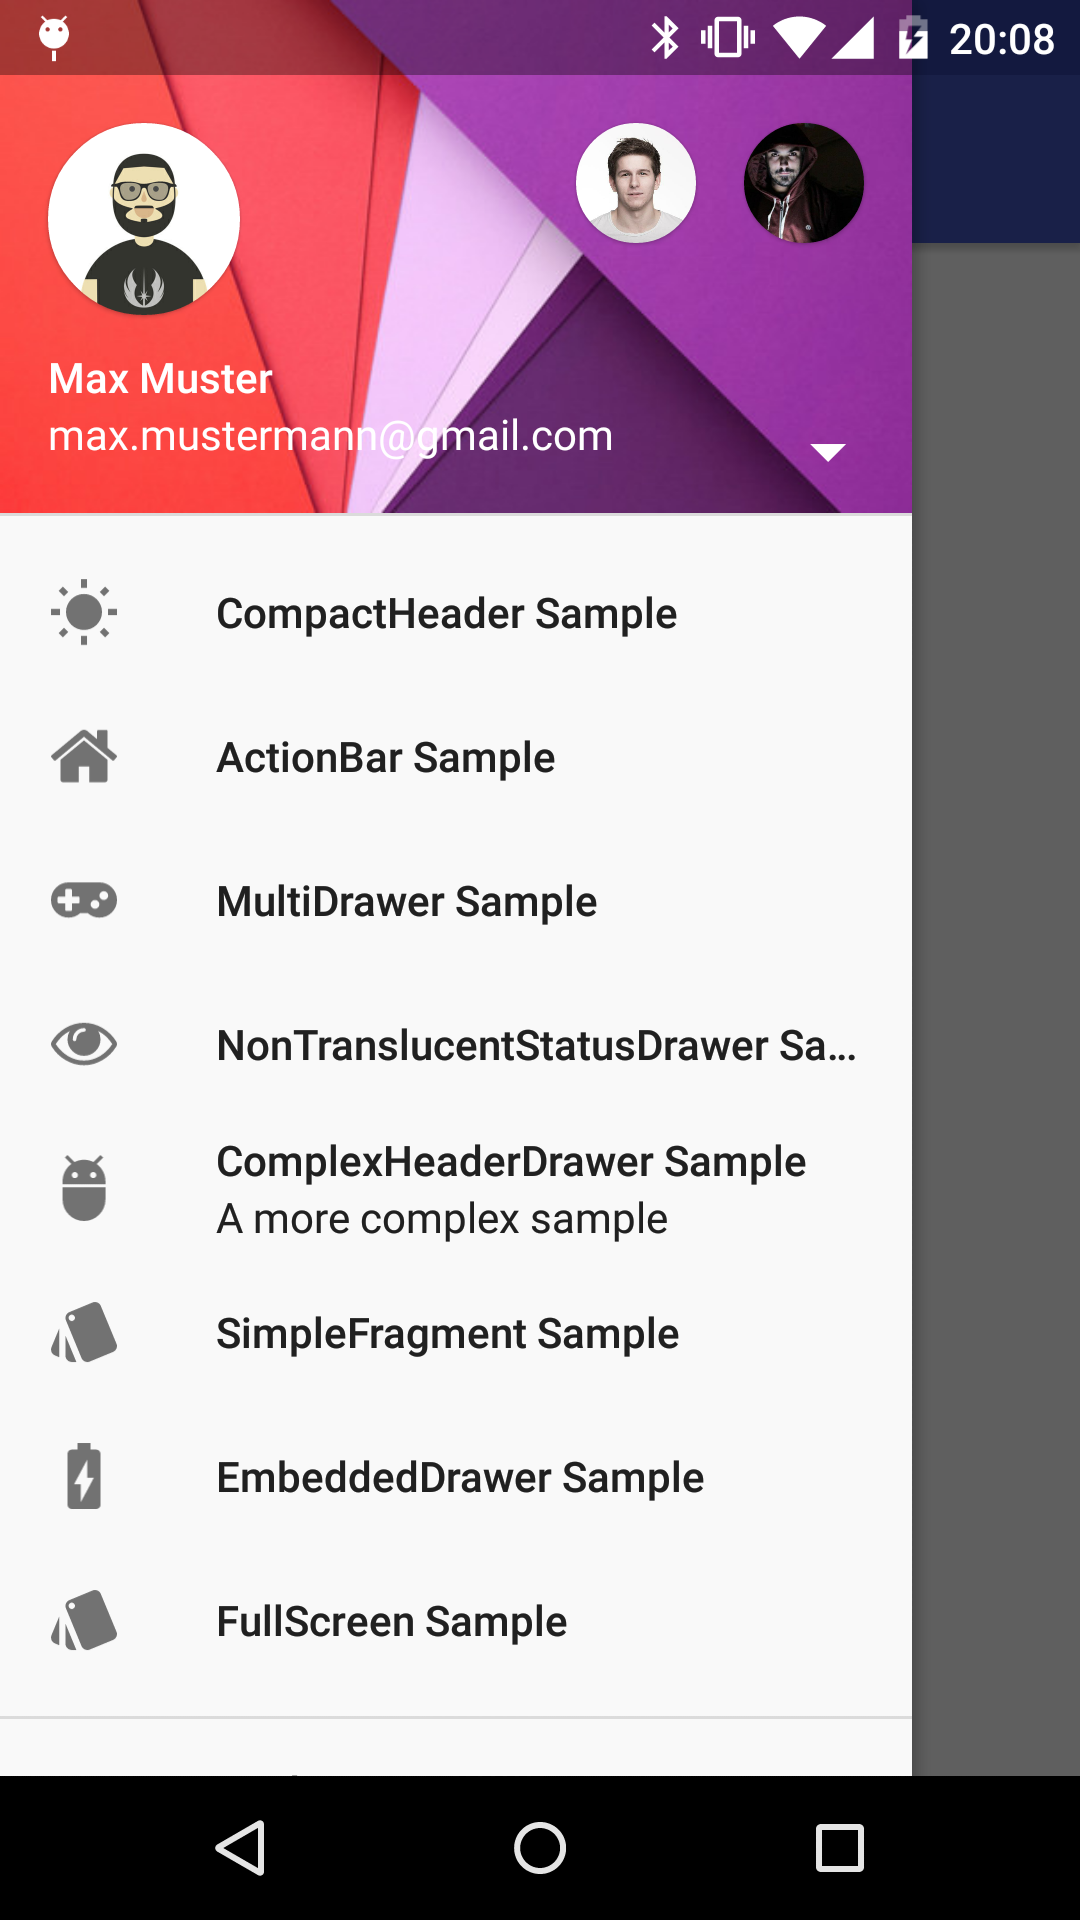 20:08
Max Muster
max.mustermann@gmail.com
CompactHeader Sample
ActionBar Sample
MultiDrawer Sample
NonTranslucentStatusDrawer Sa...
ComplexHeaderDrawer Sample
A more complex sample
SimpleFragment Sample
EmbeddedDrawer Sample
FullScreen Sample